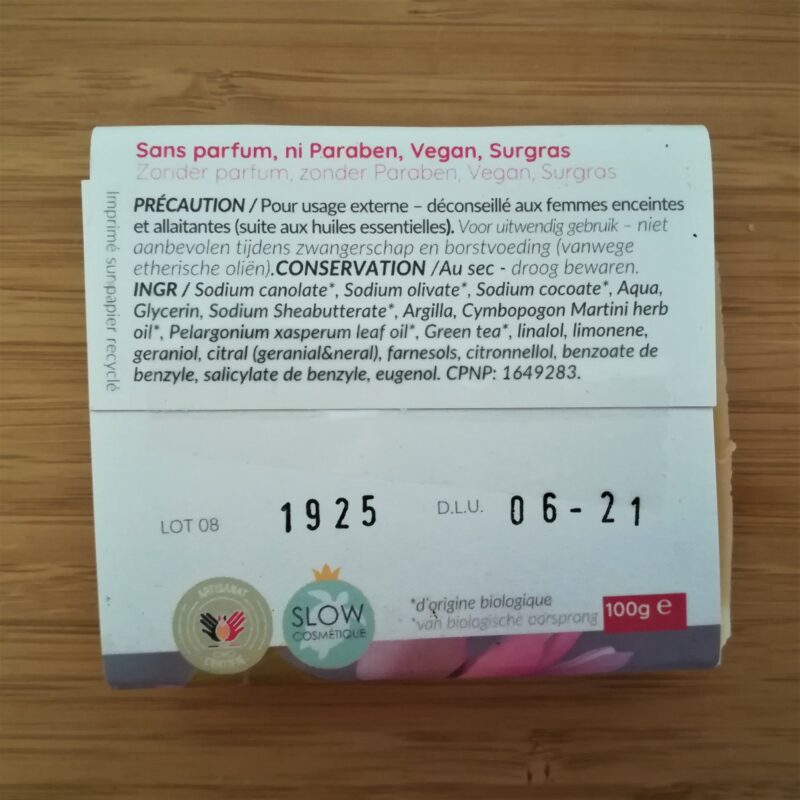 Sans parfum, ni Paraben, Vegan, Surgras
Zonder parfum, zonder Paraben, Vegan, Surgras
PRÉCAUTION / Pour usage externe – déconseillé aux femmes enceintes
et allaitantes (suite aux huiles essentielles). Voor uitwendig gebruik – niet
aanbevolen tijdens zwangerschap en borstvoeding (vanwege
etherische oliën).CONSERVATION /Au sec - droog bewaren.
INGR / Sodium canolate*, Sodium olivate*, Sodium cocoate*, Aqua,
Glycerin, Sodium Sheabutterate*, Argilla, Cymbopogon Martini herb
oil*, Pelargonium xasperum leaf oil*, Green tea*, linalol, limonene,
geraniol, citral (geranial&neral), farnesols, citronnellol, benzoate de
benzyle, salicylate de benzyle, eugenol. CPNP: 1649283.
Imprimé sur papier recyclé
LOT 08 1925 D.L.U. 06-21
ARTISANAT
CERTIFIÉ
SLOW
COSMÉTIQUE
*d'origine biologique
*van biologische oorsprong
100g e